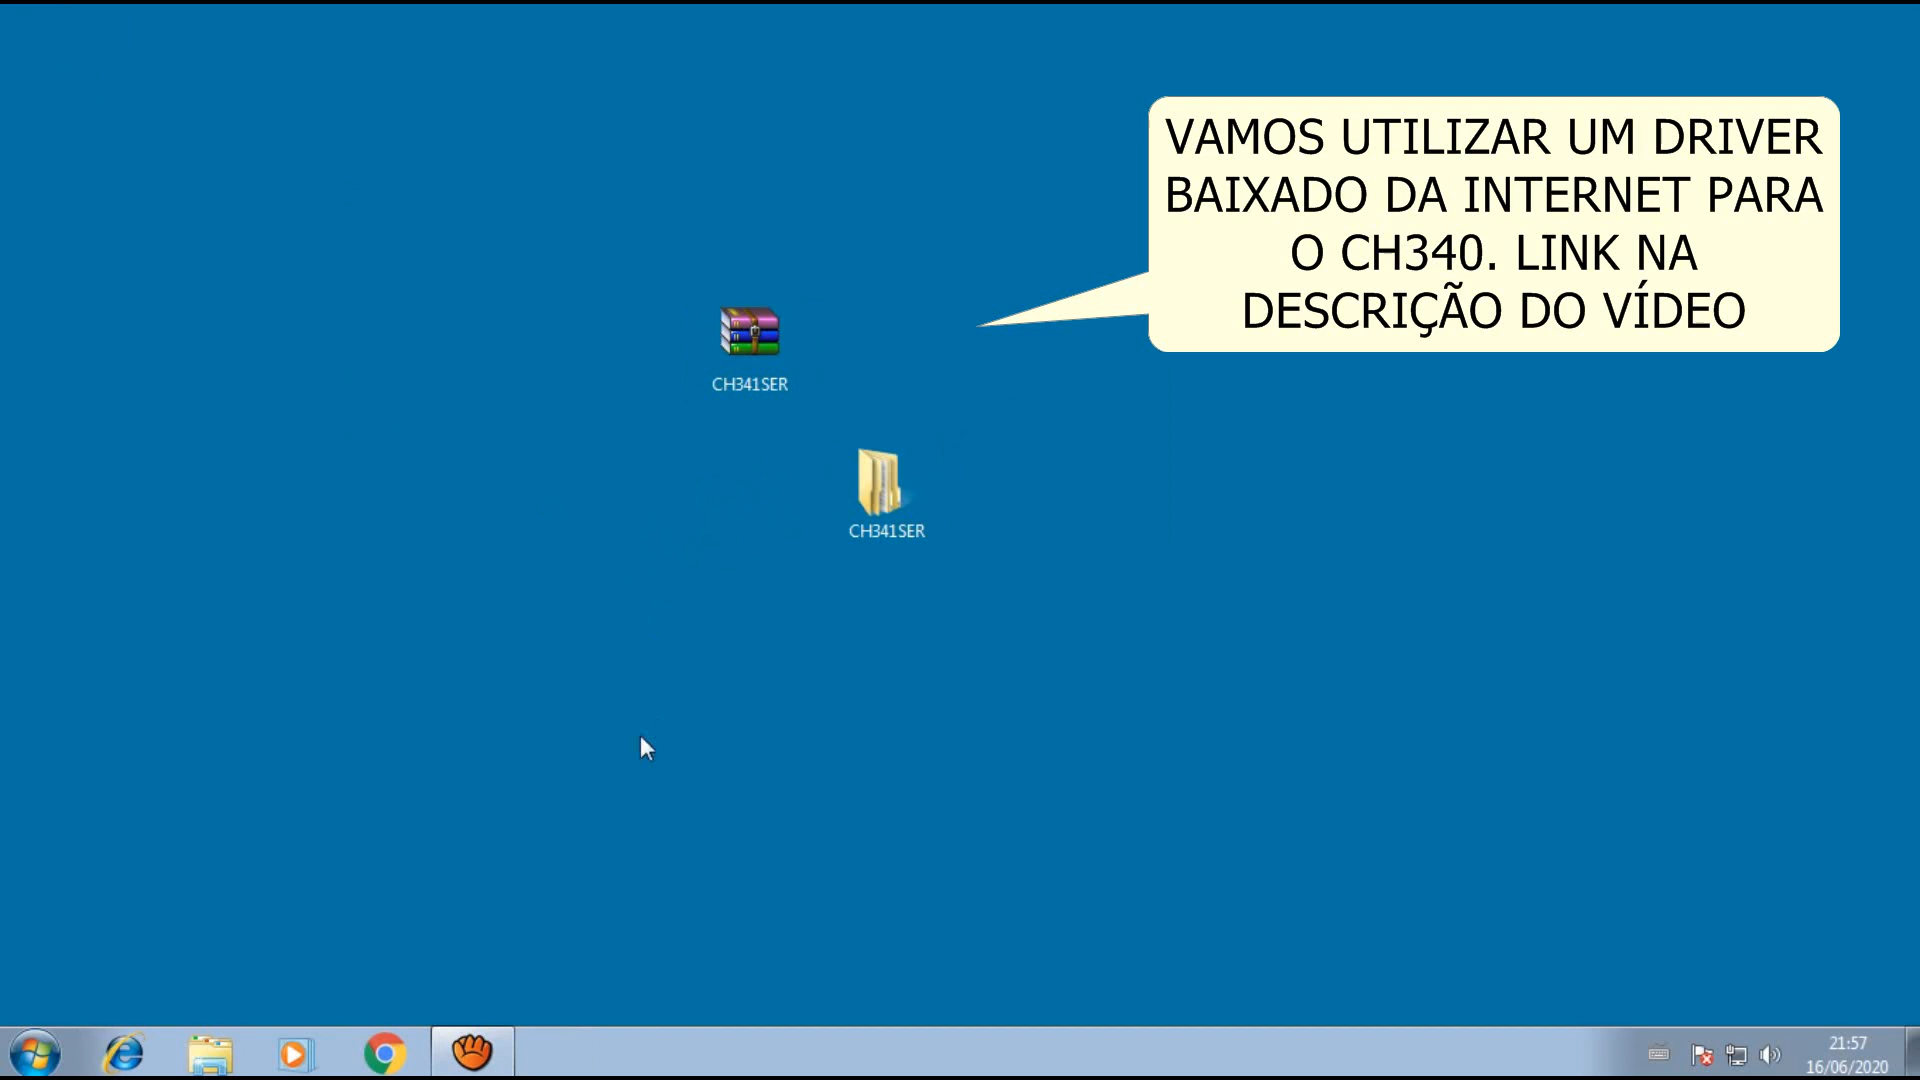 VAMOS UTILIZAR UM DRIVER
BAIXADO DA INTERNET PARA
O CH340. LINK NA
DESCRIÇÃO DO VÍDEO
CH341SER
CH341SER
21:57
16/06/2020